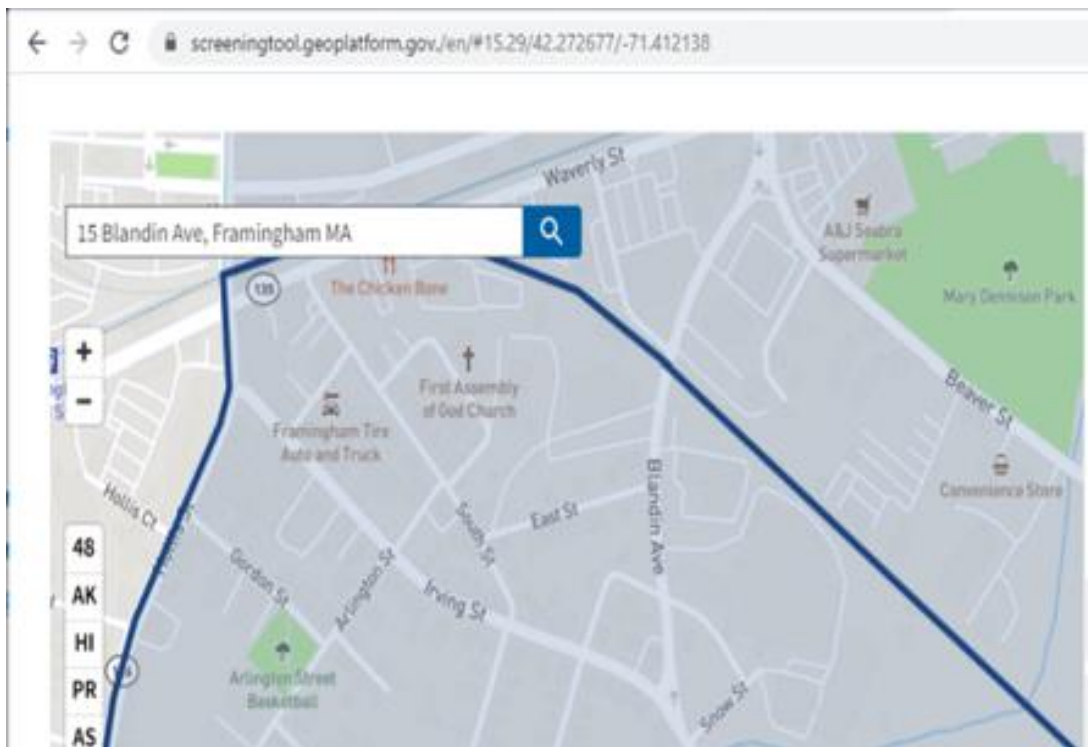 screeningtool.geoplatform.gov./en/#15.29/42.272677/-71.412138
Waverly St
15 Blandin Ave, Framingham MA
A&J Seabra
Supermarket
135
The Chicken Bone
Mary Dennison Park
+
First Assembly
of God Church
-
Framingham Tire
Auto and Truck
Beaver St
Convenience Store
Hollis Ct
Blandin Ave
South St
East St
48
Gordon St
Arlington St
Irving St
AK
HI
Arlington Street
Basketball
PR
Snow St
AS